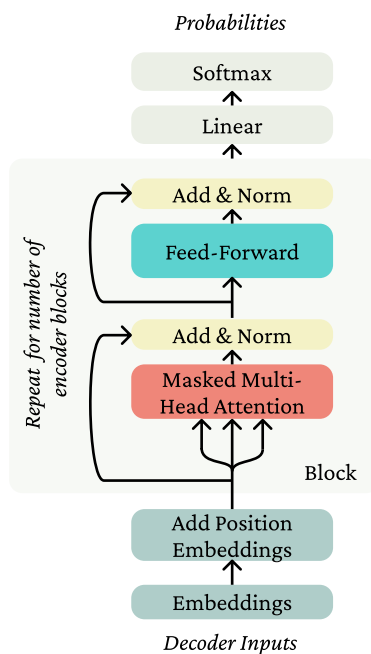 Probabilities
Softmax
Linear
Add & Norm
Feed-Forward
Repeat for number of
encoder blocks
Add & Norm
Masked Multi-
Head Attention
Block
Add Position
Embeddings
Embeddings
Decoder Inputs